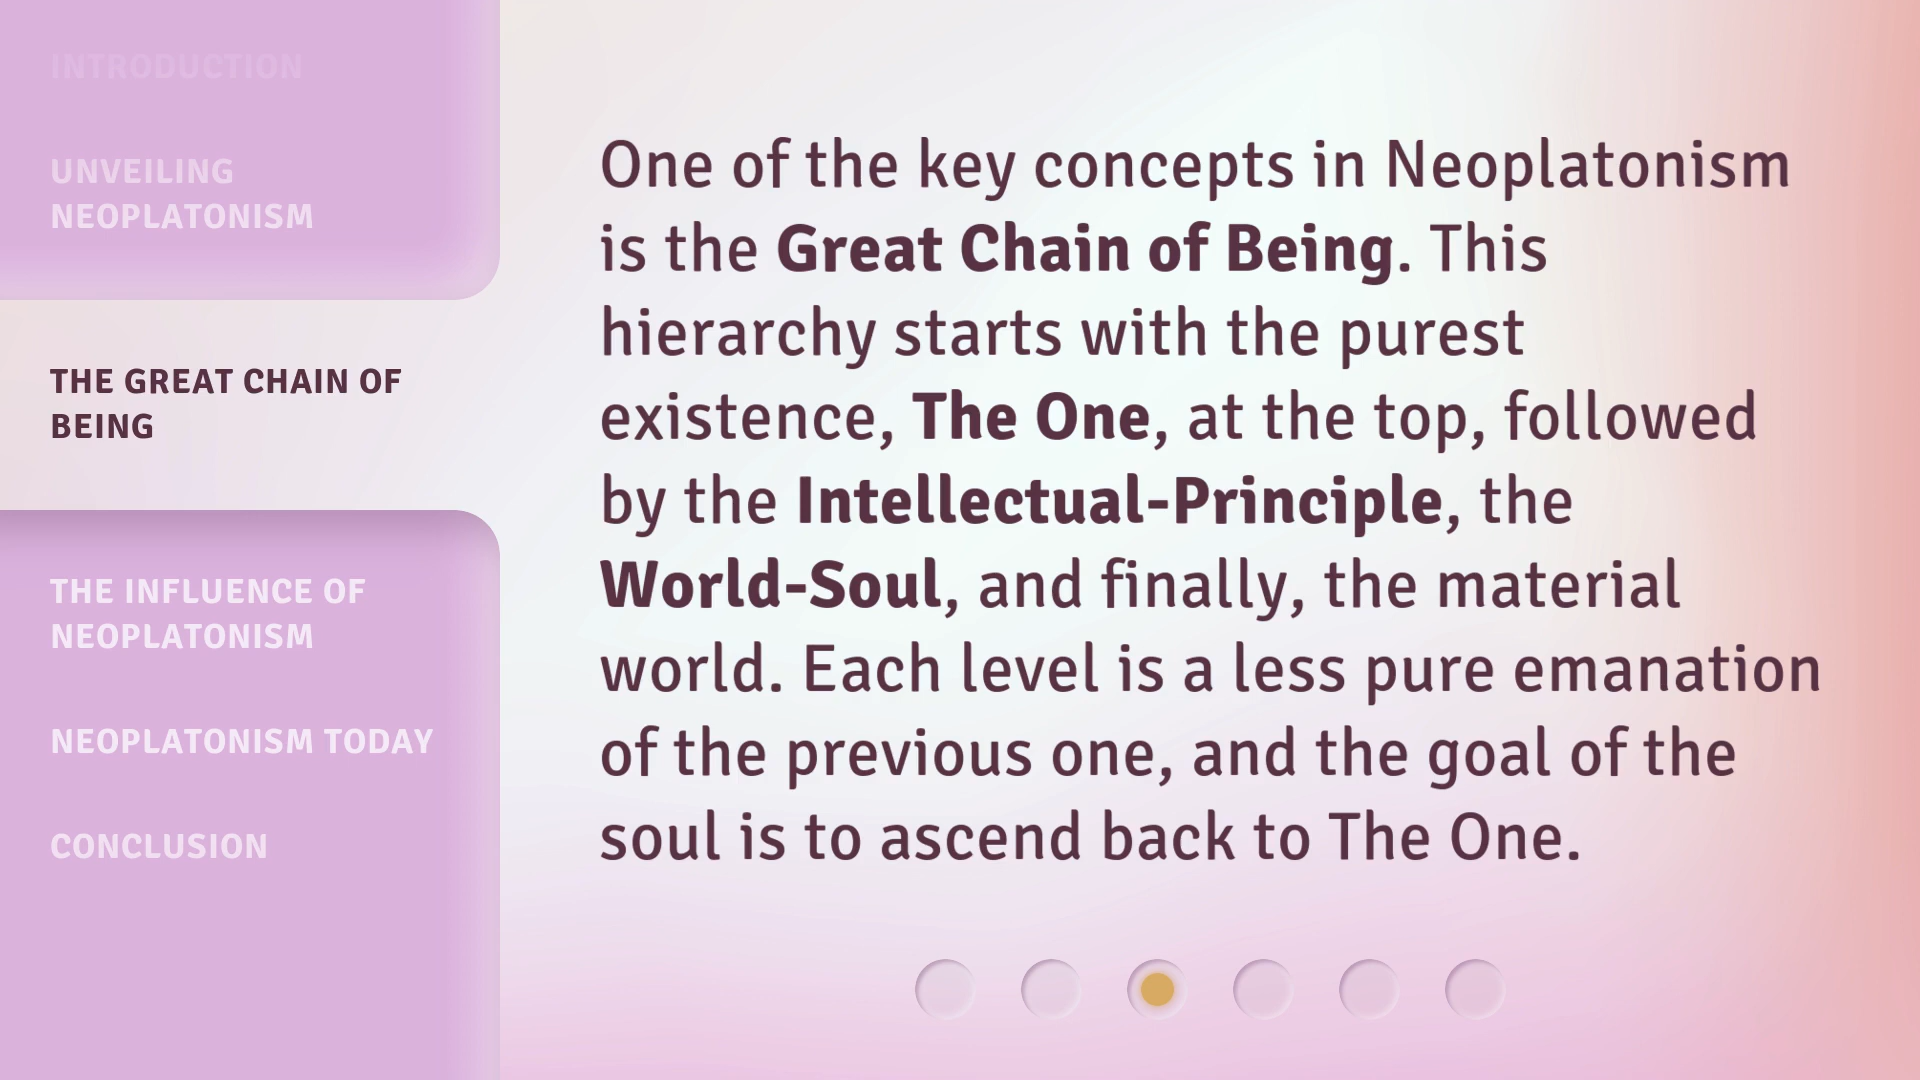 INTRODUCTION
UNVEILING
NEOPLATONISM
THE GREAT CHAIN OF
BEING
THE INFLUENCE OF
NEOPLATONISM
NEOPLATONISM TODAY
CONCLUSION
One of the key concepts in Neoplatonism
is the Great Chain of Being. This
hierarchy starts with the purest
existence, The One, at the top, followed
by the Intellectual-Principle, the
World-Soul, and finally, the material
world. Each level is a less pure emanation
of the previous one, and the goal of the
soul is to ascend back to The One.